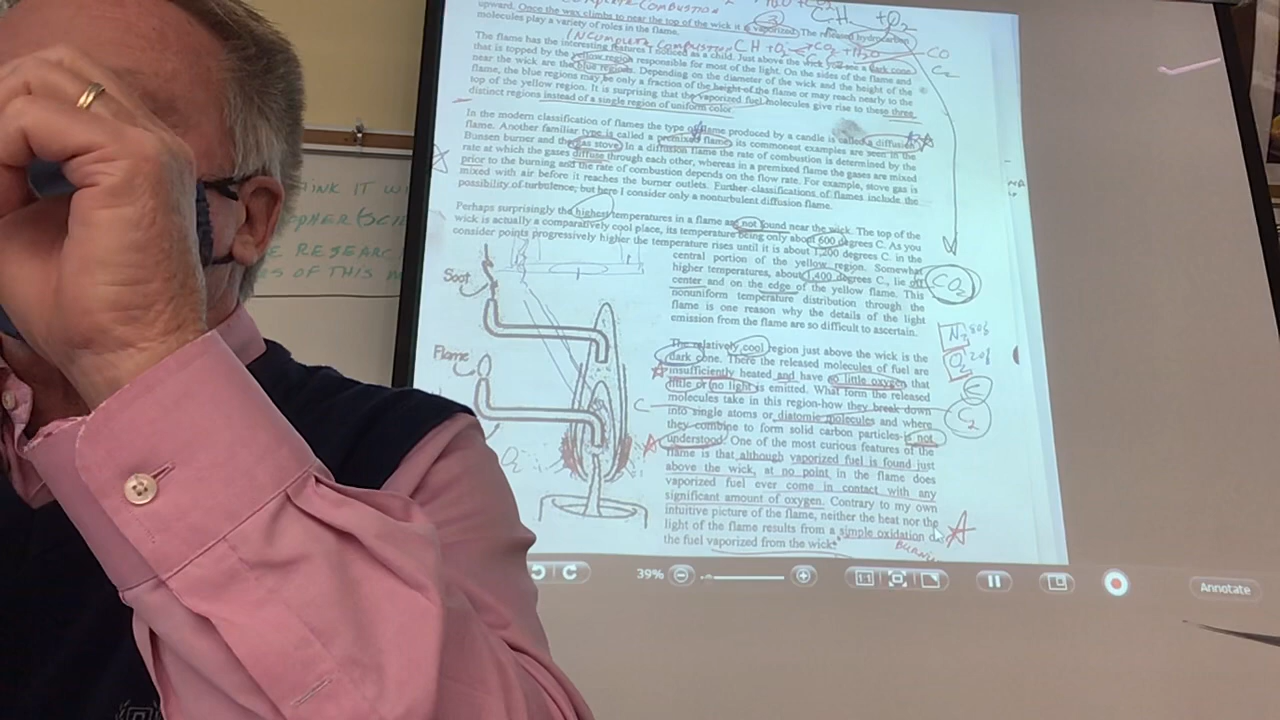 COMBUSTION
upward. Once the wax climbs to near the top of the wick it is vaporized. The released hydrocarbon
molecules play a variety of roles in the flame.
+O2
INCOMPLETE COMBUSTION CH + O2 CO2 + H2O CO
C2
The flame has the interesting features I noticed as a child. Just above the wick you see a dark cone
that is topped by the yellow region responsible for most of the light. On the sides of the flame and
near the wick are the blue regions. Depending on the diameter of the wick and the height of the
flame, the blue regions may be only a fraction of the height of the flame or may reach nearly to the
top of the yellow region. It is surprising that the vaporized fuel molecules give rise to these three
distinct regions instead of a single region of uniform color.
In the modern classification of flames the type of flame produced by a candle is called a diffusion
flame. Another familiar type is called a premixed flame; its commonest examples are seen in the
Bunsen burner and the gas stove. In a diffusion flame the rate of combustion is determined by the
rate at which the gases diffuse through each other, whereas in a premixed flame the gases are mixed
prior to the burning and the rate of combustion depends on the flow rate. For example, stove gas is
mixed with air before it reaches the burner outlets. Further classifications of flames include the
possibility of turbulence, but here I consider only a nonturbulent diffusion flame.
Perhaps surprisingly the highest temperatures in a flame are not found near the wick. The top of the
wick is actually a comparatively cool place, its temperature being only about 600 degrees C. As you
consider points progressively higher the temperature rises until it is about 1,200 degrees C. in the
central portion of the yellow region. Somewhat
higher temperatures, about 1,400 degrees C., lie off
center and on the edge of the yellow flame. This
nonuniform temperature distribution through the
flame is one reason why the details of the light
emission from the flame are so difficult to ascertain.
CO2
Soot
Flame
N2 80%
O2 20%
C
C2
C
O2
The relatively cool region just above the wick is the
dark cone. There the released molecules of fuel are
insufficiently heated and have so little oxygen that
little or no light is emitted. What form the released
molecules take in this region-how they break down
into single atoms or diatomic molecules and where
they combine to form solid carbon particles-is not
understood. One of the most curious features of the
flame is that although vaporized fuel is found just
above the wick, at no point in the flame does
vaporized fuel ever come in contact with any
significant amount of oxygen. Contrary to my own
intuitive picture of the flame, neither the heat nor the
light of the flame results from a simple oxidation of
the fuel vaporized from the wick.
39%
1:1
Annotate
THINK IT
RESEARC
OF THIS